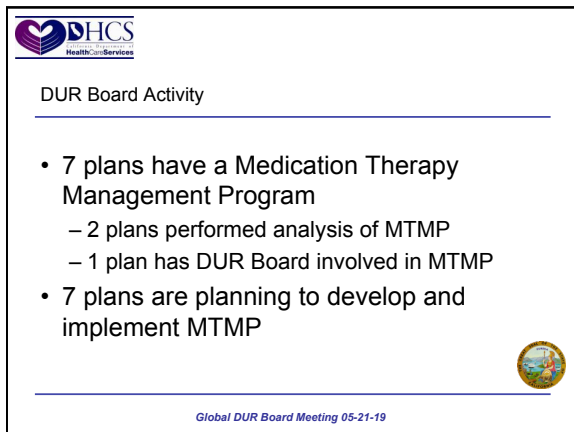 DHCS
California Department of
HealthCareServices
DUR Board Activity
• 7 plans have a Medication Therapy
Management Program
– 2 plans performed analysis of MTMP
– 1 plan has DUR Board involved in MTMP
• 7 plans are planning to develop and
implement MTMP
Global DUR Board Meeting 05-21-19